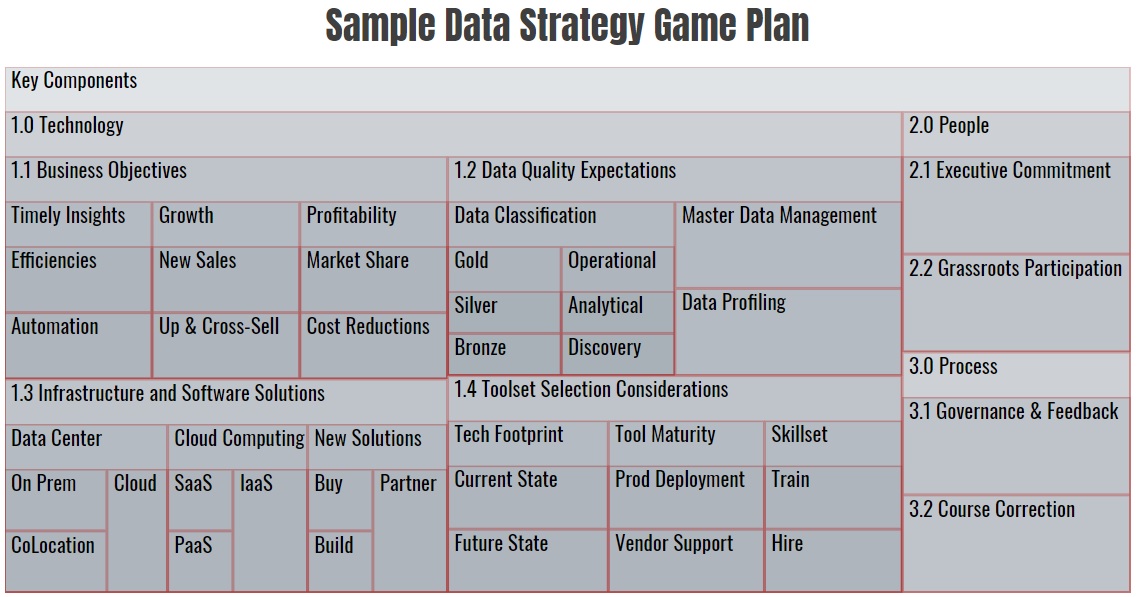 Sample Data Strategy Game Plan
Key Components
1.0 Technology
1.1 Business Objectives
Timely Insights
Efficiencies
Automation
Growth
New Sales
Up & Cross-Sell
Profitability
Market Share
Cost Reductions
1.2 Data Quality Expectations
Data Classification
Gold
Silver
Bronze
Operational
Analytical
Discovery
Master Data Management
Data Profiling
1.3 Infrastructure and Software Solutions
Data Center
On Prem
CoLocation
Cloud
Cloud Computing
SaaS
PaaS
IaaS
New Solutions
Buy
Build
Partner
1.4 Toolset Selection Considerations
Tech Footprint
Current State
Future State
Tool Maturity
Prod Deployment
Vendor Support
Skillset
Train
Hire
2.0 People
2.1 Executive Commitment
2.2 Grassroots Participation
3.0 Process
3.1 Governance & Feedback
3.2 Course Correction